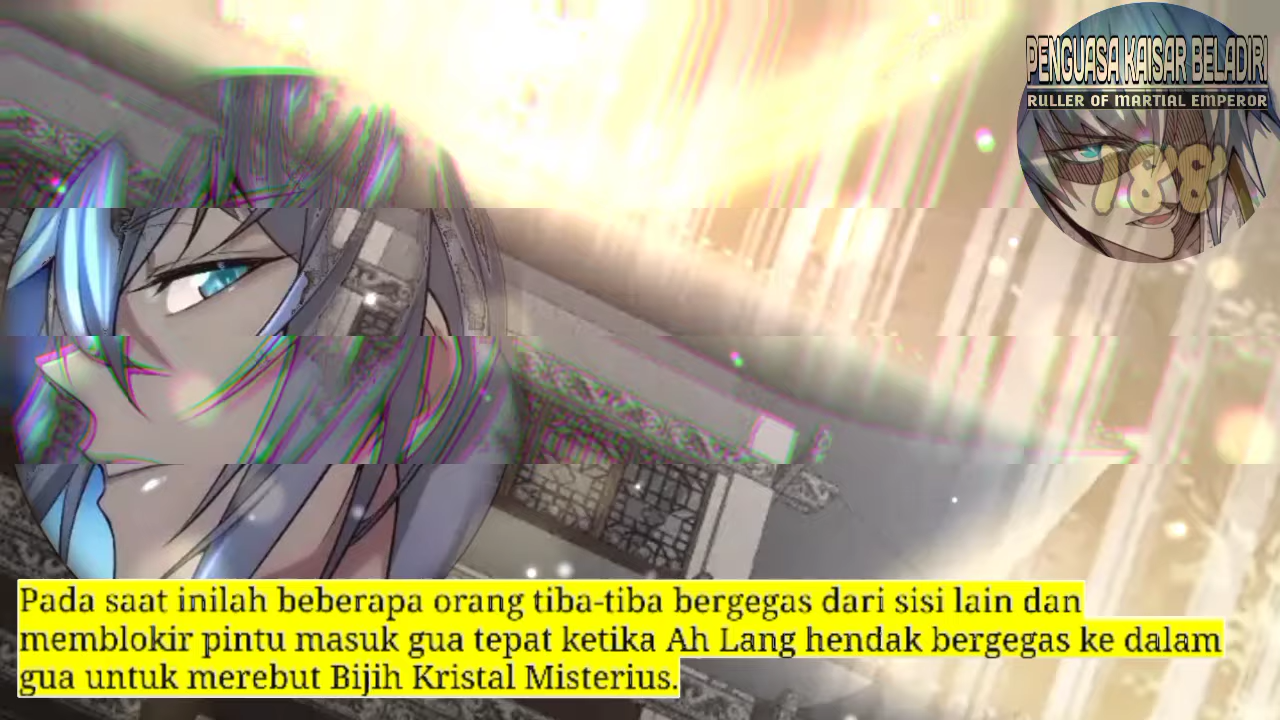 PENGUASA KAISAR BELADIRI
RULLER OF MARTIAL EMPEROR
188
Pada saat inilah beberapa orang tiba-tiba bergegas dari sisi lain dan
memblokir pintu masuk gua tepat ketika Ah Lang hendak bergegas ke dalam
gua untuk merebut Bijih Kristal Misterius.